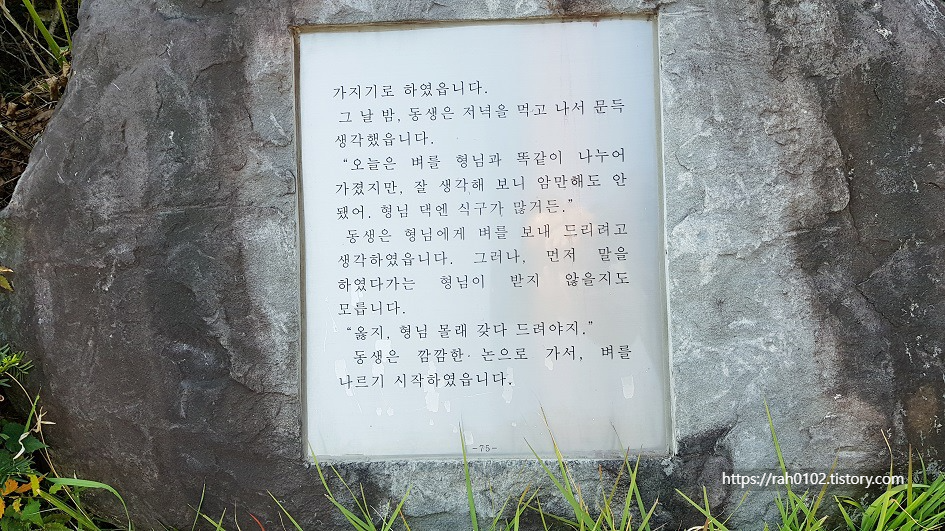 가지기로 하였읍니다.
그 날 밤, 동생은 저녁을 먹고 나서 문득
생각했읍니다.
“오늘은 벼를 형님과 똑같이 나누어
가졌지만, 잘 생각해 보니 암만해도 안
됐어. 형님 댁엔 식구가 많거든.”
동생은 형님에게 벼를 보내 드리려고
생각하였읍니다. 그러나, 먼저 말을
하였다가는 형님이 받지 않을지도
모릅니다.
“옳지, 형님 몰래 갖다 드려야지.”
동생은 깜깜한 논으로 가서, 벼를
나르기 시작하였읍니다.
-75-
https://rah0102.tistory.com